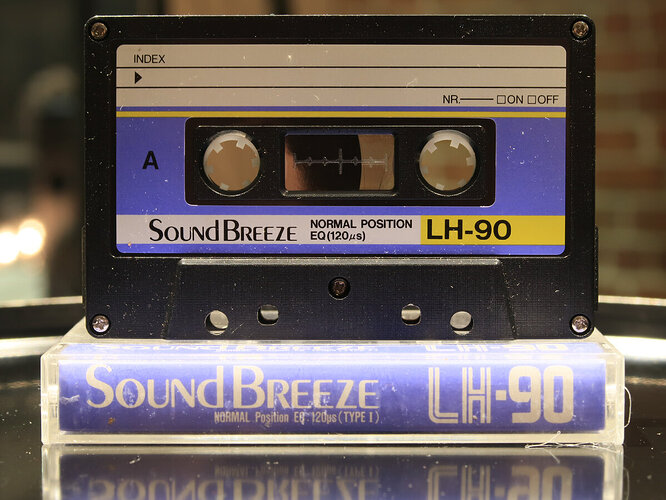 INDEX
NR. ON OFF
A
SOUND BREEZE NORMAL POSITION EQ(120µs) LH-90
SOUND BREEZE LH-90
NORMAL Position EQ 120µs (TYPE I)